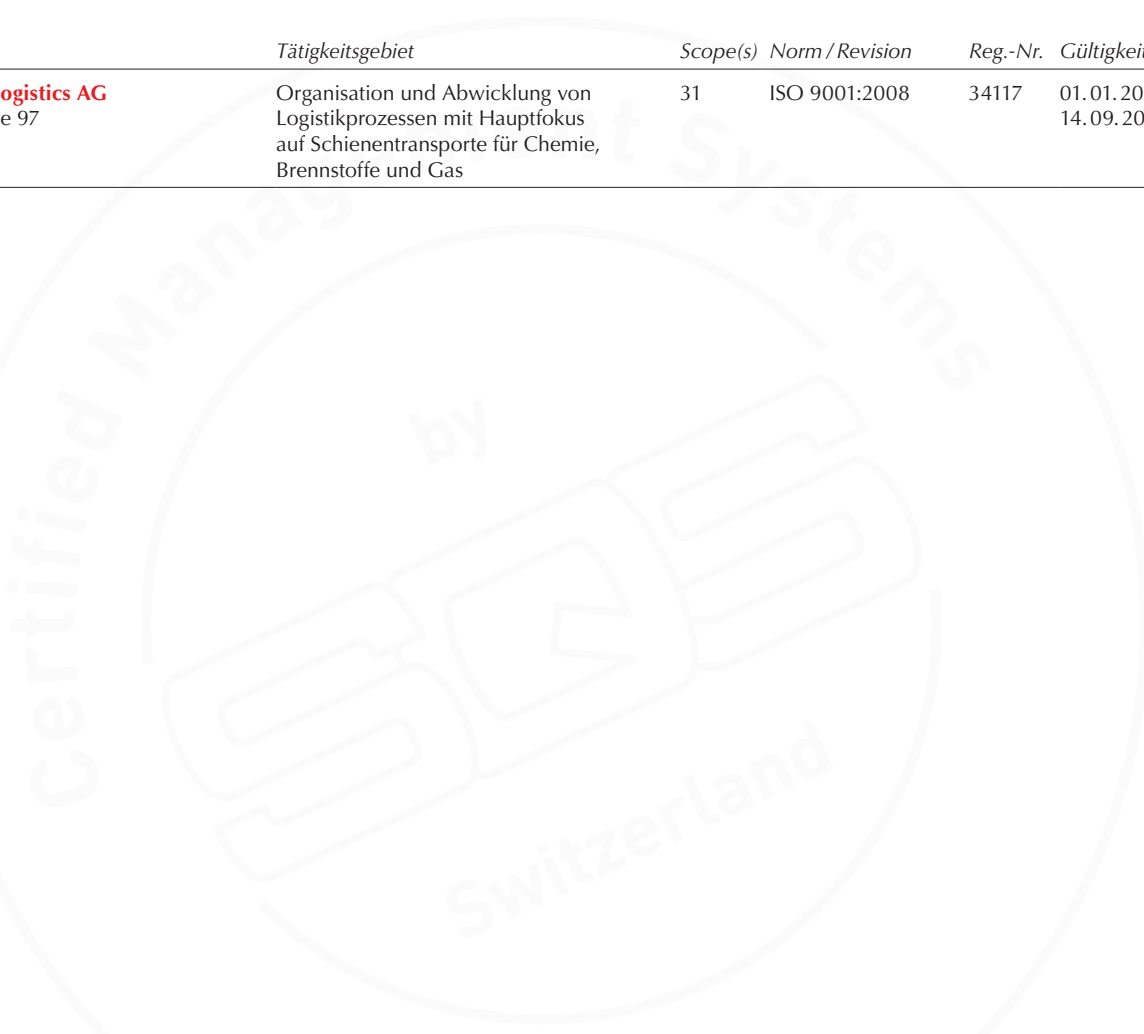 Tätigkeitsgebiet Scope(s) Norm / Revision Reg.-Nr. Gültigkeit
ogistics AG Organisation und Abwicklung von 31 ISO 9001:2008 34117 01.01.20
e 97 Logistikprozessen mit Hauptfokus 14.09.20
auf Schienentransporte für Chemie,
Brennstoffe und Gas
Certified Management Systems
by
SQS
Switzerland